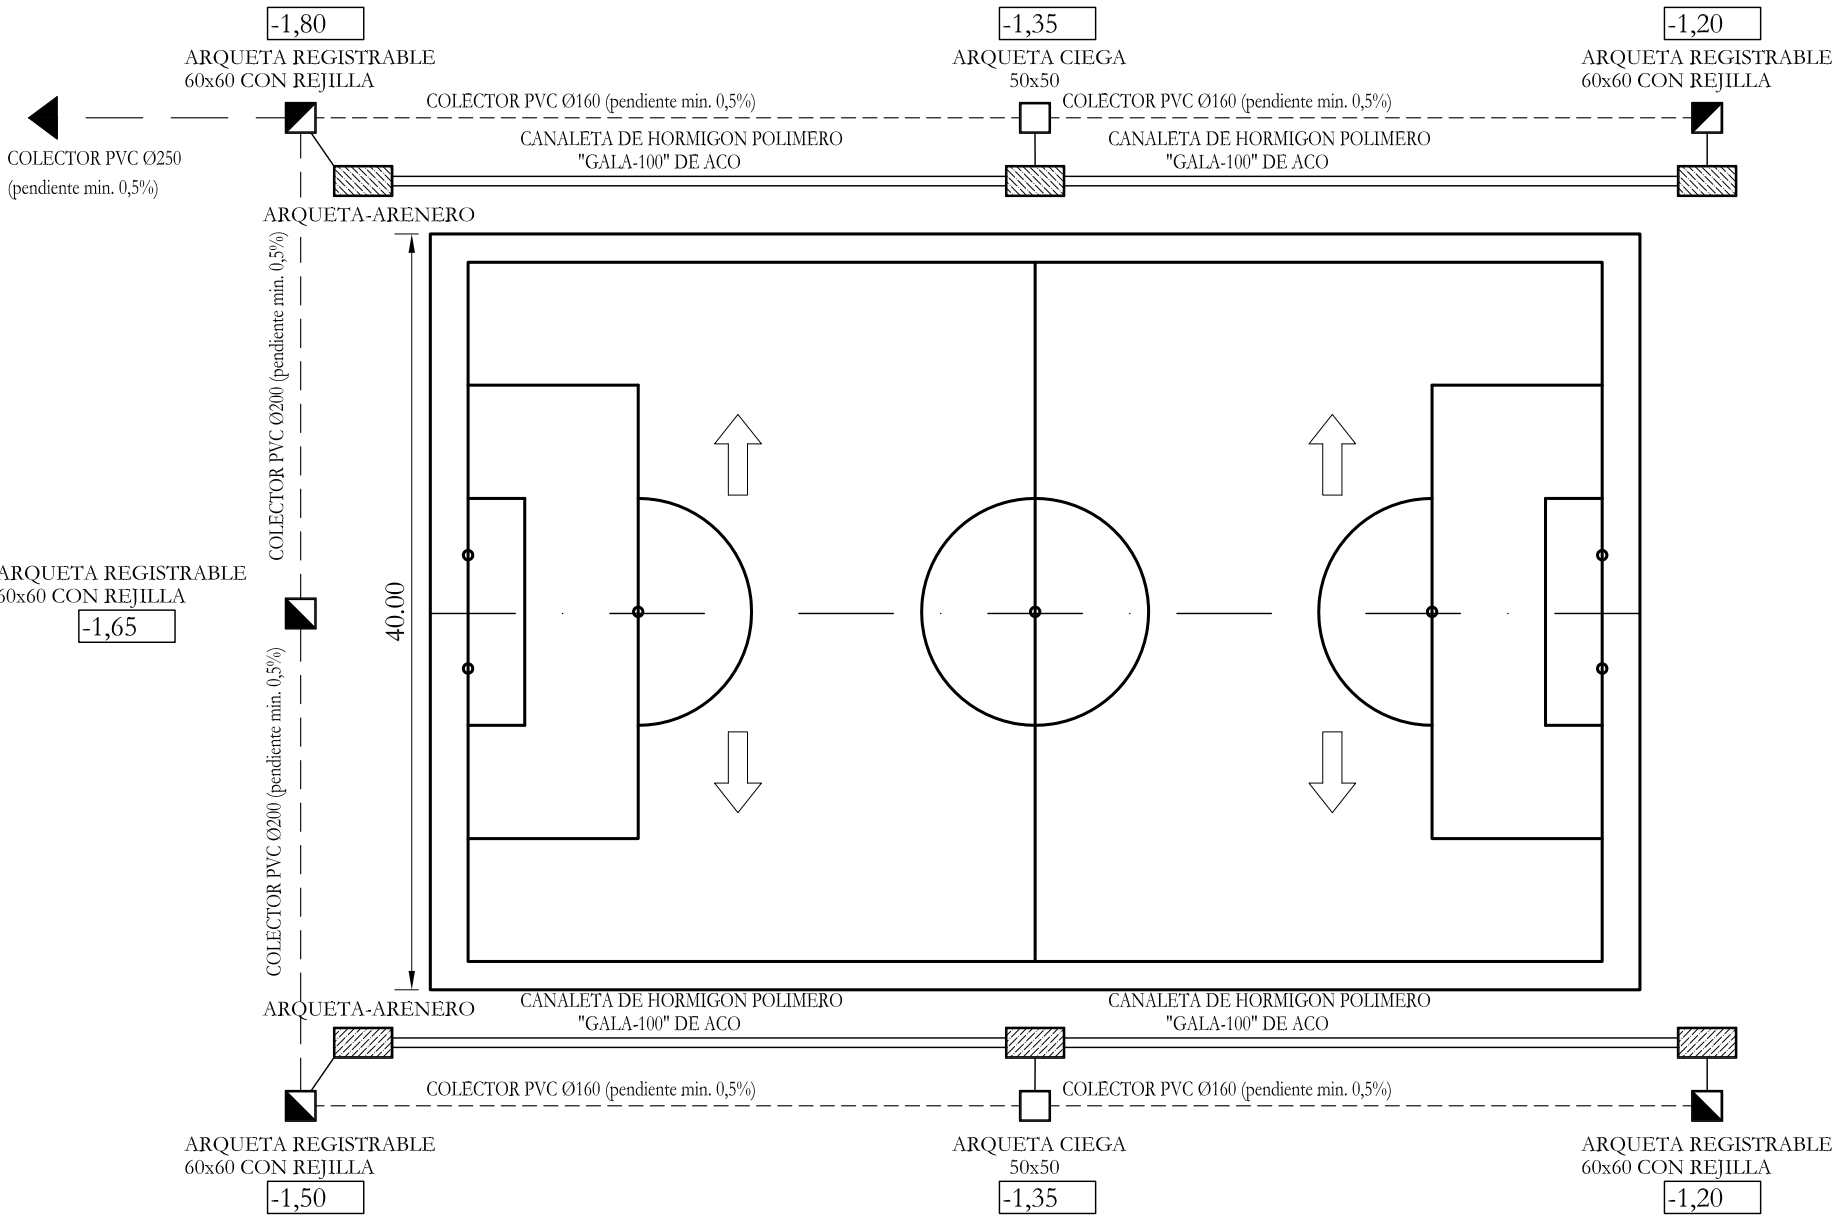 -1,80
ARQUETA REGISTRABLE
60x60 CON REJILLA
-1,35
ARQUETA CIEGA
50x50
-1,20
ARQUETA REGISTRABLE
60x60 CON REJILLA
COLECTOR PVC Ø160 (pendiente min. 0,5%)
COLECTOR PVC Ø160 (pendiente min. 0,5%)
COLECTOR PVC Ø250
(pendiente min. 0,5%)
CANALETA DE HORMIGON POLIMERO
"GALA-100" DE ACO
CANALETA DE HORMIGON POLIMERO
"GALA-100" DE ACO
ARQUETA-ARENERO
COLECTOR PVC Ø200 (pendiente min. 0,5%)
ARQUETA REGISTRABLE
60x60 CON REJILLA
-1,65
40.00
COLECTOR PVC Ø200 (pendiente min. 0,5%)
ARQUETA-ARENERO
CANALETA DE HORMIGON POLIMERO
"GALA-100" DE ACO
CANALETA DE HORMIGON POLIMERO
"GALA-100" DE ACO
COLECTOR PVC Ø160 (pendiente min. 0,5%)
COLECTOR PVC Ø160 (pendiente min. 0,5%)
ARQUETA REGISTRABLE
60x60 CON REJILLA
-1,50
ARQUETA CIEGA
50x50
-1,35
ARQUETA REGISTRABLE
60x60 CON REJILLA
-1,20